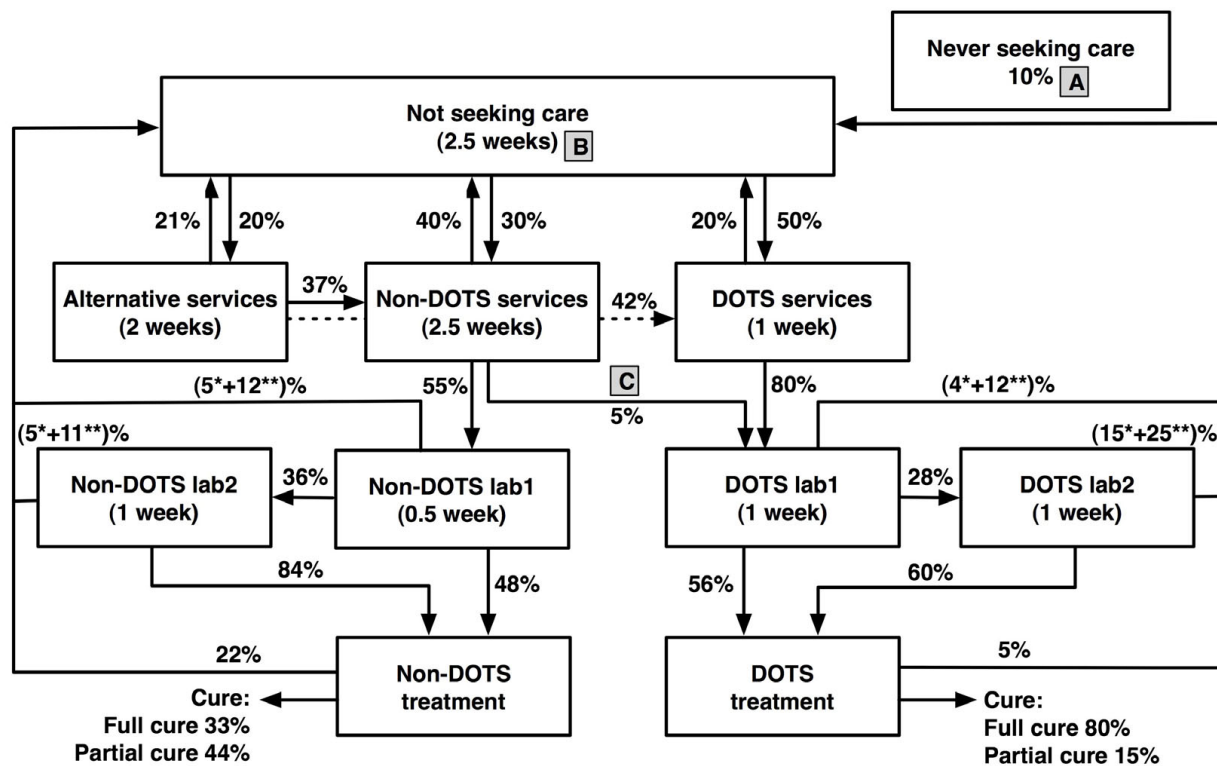 Never seeking care
10% A
Not seeking care
(2.5 weeks) B
21%
20%
40%
30%
20%
50%
Alternative services
(2 weeks)
37%
Non-DOTS services
(2.5 weeks)
42%
DOTS services
(1 week)
(5*+12**)%
55%
C
5%
80%
(4*+12**)%
(5*+11**)%
(15*+25**)%
Non-DOTS lab2
(1 week)
36%
Non-DOTS lab1
(0.5 week)
DOTS lab1
(1 week)
28%
DOTS lab2
(1 week)
84%
48%
56%
60%
22%
Non-DOTS
treatment
DOTS
treatment
5%
Cure:
Full cure 33%
Partial cure 44%
Cure:
Full cure 80%
Partial cure 15%